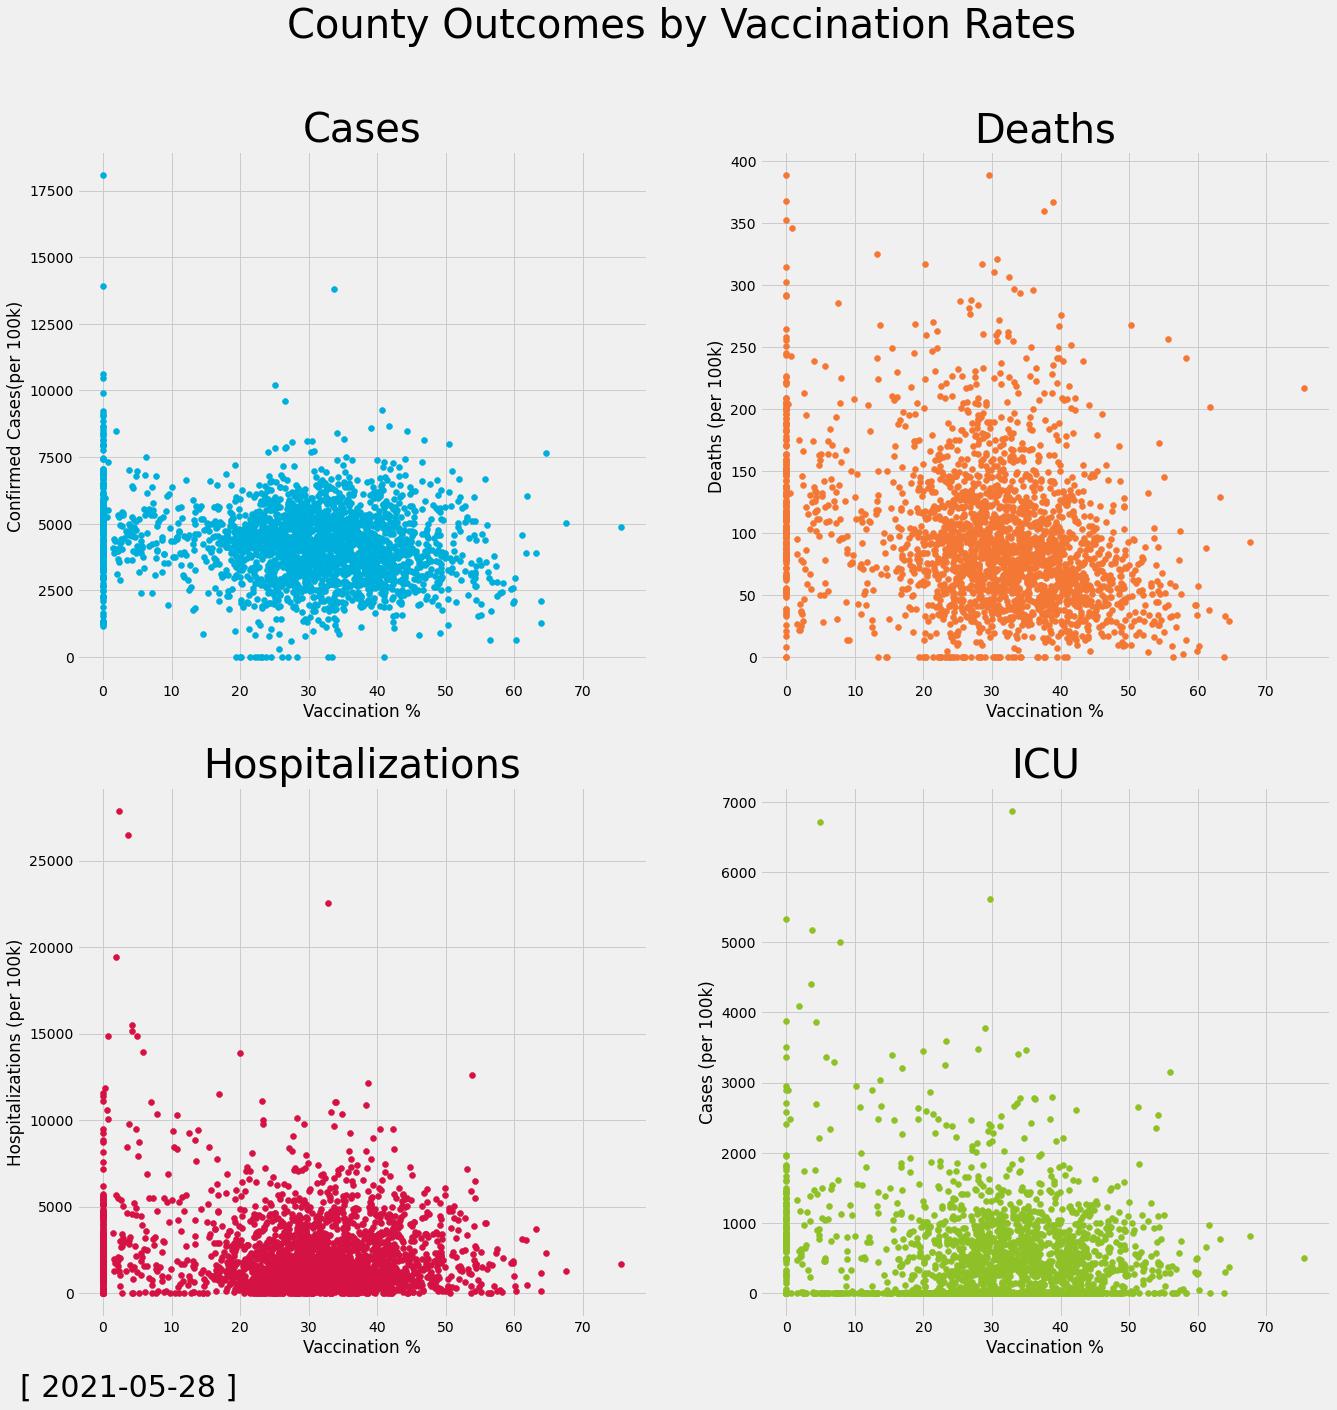 County Outcomes by Vaccination Rates
Cases
Confirmed Cases(per 100k)
17500
15000
12500
10000
7500
5000
2500
0
0 10 20 30 40 50 60 70
Vaccination %
Deaths
Deaths (per 100k)
400
350
300
250
200
150
100
50
0
0 10 20 30 40 50 60 70
Vaccination %
Hospitalizations
Hospitalizations (per 100k)
25000
20000
15000
10000
5000
0
0 10 20 30 40 50 60 70
Vaccination %
ICU
Cases (per 100k)
7000
6000
5000
4000
3000
2000
1000
0
0 10 20 30 40 50 60 70
Vaccination %
[ 2021-05-28 ]